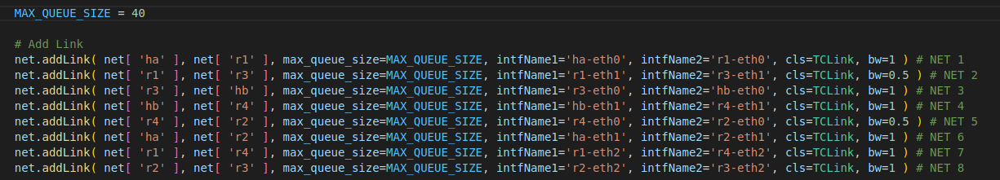 MAX_QUEUE_SIZE = 40
# Add Link
net.addLink( net[ 'ha' ], net[ 'r1' ], max_queue_size=MAX_QUEUE_SIZE, intfName1='ha-eth0', intfName2='r1-eth0', cls=TCLink, bw=1 ) # NET 1
net.addLink( net[ 'r1' ], net[ 'r3' ], max_queue_size=MAX_QUEUE_SIZE, intfName1='r1-eth1', intfName2='r3-eth1', cls=TCLink, bw=0.5 ) # NET 2
net.addLink( net[ 'r3' ], net[ 'hb' ], max_queue_size=MAX_QUEUE_SIZE, intfName1='r3-eth0', intfName2='hb-eth0', cls=TCLink, bw=1 ) # NET 3
net.addLink( net[ 'hb' ], net[ 'r4' ], max_queue_size=MAX_QUEUE_SIZE, intfName1='hb-eth1', intfName2='r4-eth1', cls=TCLink, bw=1 ) # NET 4
net.addLink( net[ 'r4' ], net[ 'r2' ], max_queue_size=MAX_QUEUE_SIZE, intfName1='r4-eth0', intfName2='r2-eth0', cls=TCLink, bw=0.5 ) # NET 5
net.addLink( net[ 'ha' ], net[ 'r2' ], max_queue_size=MAX_QUEUE_SIZE, intfName1='ha-eth1', intfName2='r2-eth1', cls=TCLink, bw=1 ) # NET 6
net.addLink( net[ 'r1' ], net[ 'r4' ], max_queue_size=MAX_QUEUE_SIZE, intfName1='r1-eth2', intfName2='r4-eth2', cls=TCLink, bw=1 ) # NET 7
net.addLink( net[ 'r2' ], net[ 'r3' ], max_queue_size=MAX_QUEUE_SIZE, intfName1='r2-eth2', intfName2='r3-eth2', cls=TCLink, bw=1 ) # NET 8